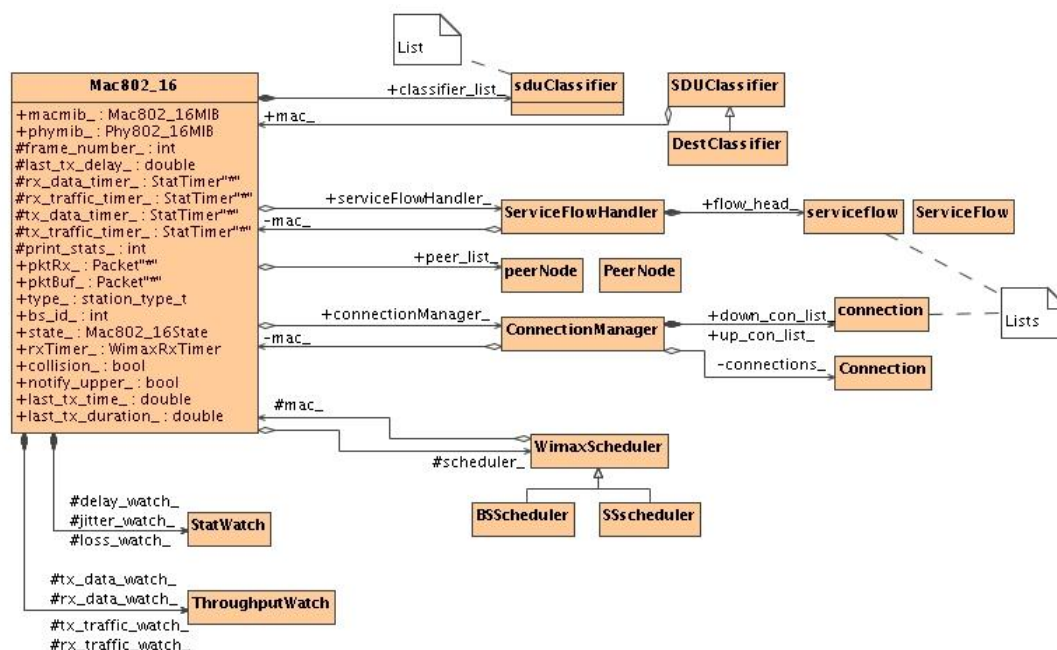 List
Mac802_16
sduClassifier
SDUClassifier
+classifier_list_
+mac_
DestClassifier
+macmib_ : Mac802_16MIB
+phymib_ : Phy802_16MIB
#frame_number_ : int
#last_tx_delay_ : double
#rx_data_timer_ : StatTimer"*"
#rx_traffic_timer_ : StatTimer"*"
#tx_data_timer_ : StatTimer"*"
#tx_traffic_timer_ : StatTimer"*"
#print_stats_ : int
+pktRx_ : Packet"*"
+pktBuf_ : Packet"*"
+type_ : station_type_t
+bs_id_ : int
+state_ : Mac802_16State
+rxTimer_ : WimaxRxTimer
+collision_ : bool
+notify_upper_ : bool
+last_tx_time_ : double
+last_tx_duration_ : double
+serviceFlowHandler_
-mac_
ServiceFlowHandler
+flow_head_
serviceflow
ServiceFlow
+peer_list_
peerNode
PeerNode
Lists
+connectionManager_
-mac_
ConnectionManager
+down_con_list_
+up_con_list_
connection
-connections_
Connection
#mac_
#scheduler_
WimaxScheduler
BSScheduler
SSscheduler
#delay_watch_
#jitter_watch_
#loss_watch_
StatWatch
#tx_data_watch_
#rx_data_watch_
ThroughputWatch
#tx_traffic_watch_
#rx_traffic_watch_